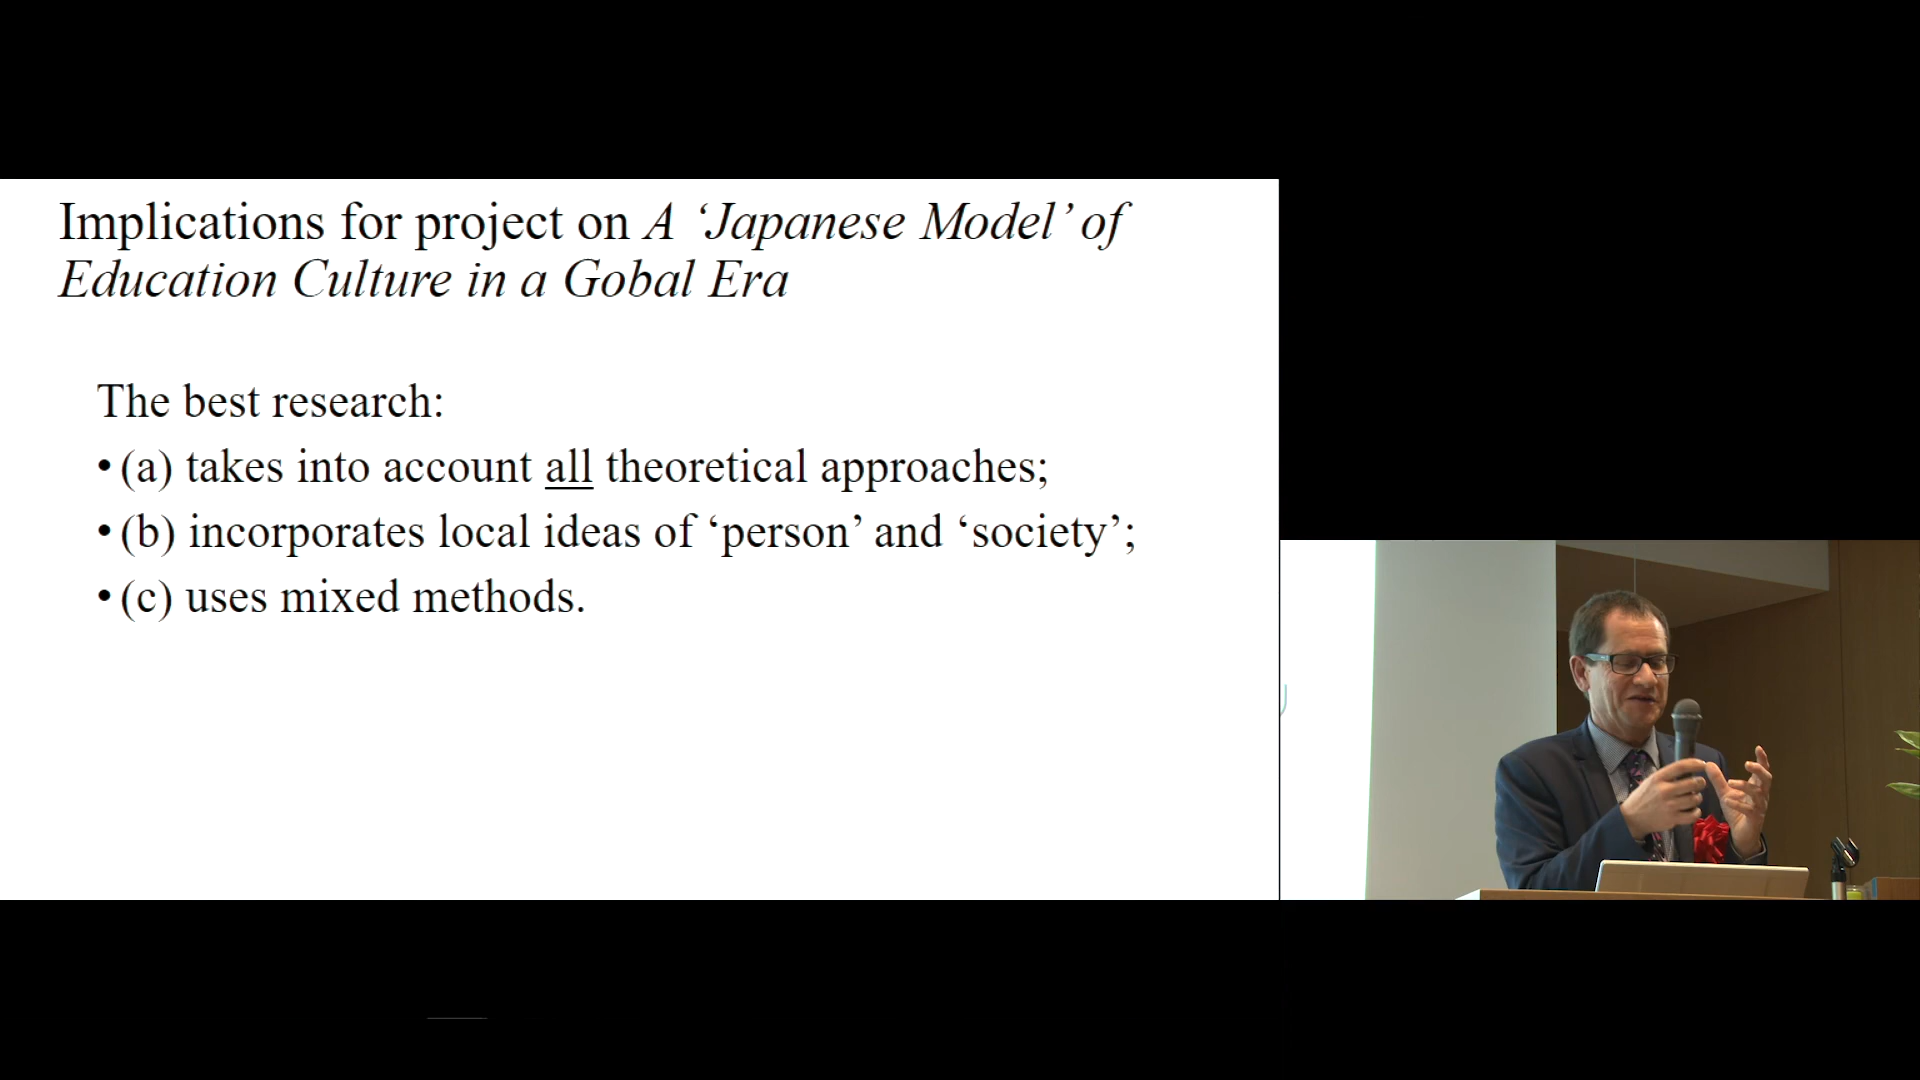 Implications for project on A ‘Japanese Model’ of
Education Culture in a Gobal Era
The best research:
• (a) takes into account all theoretical approaches;
• (b) incorporates local ideas of ‘person’ and ‘society’;
• (c) uses mixed methods.